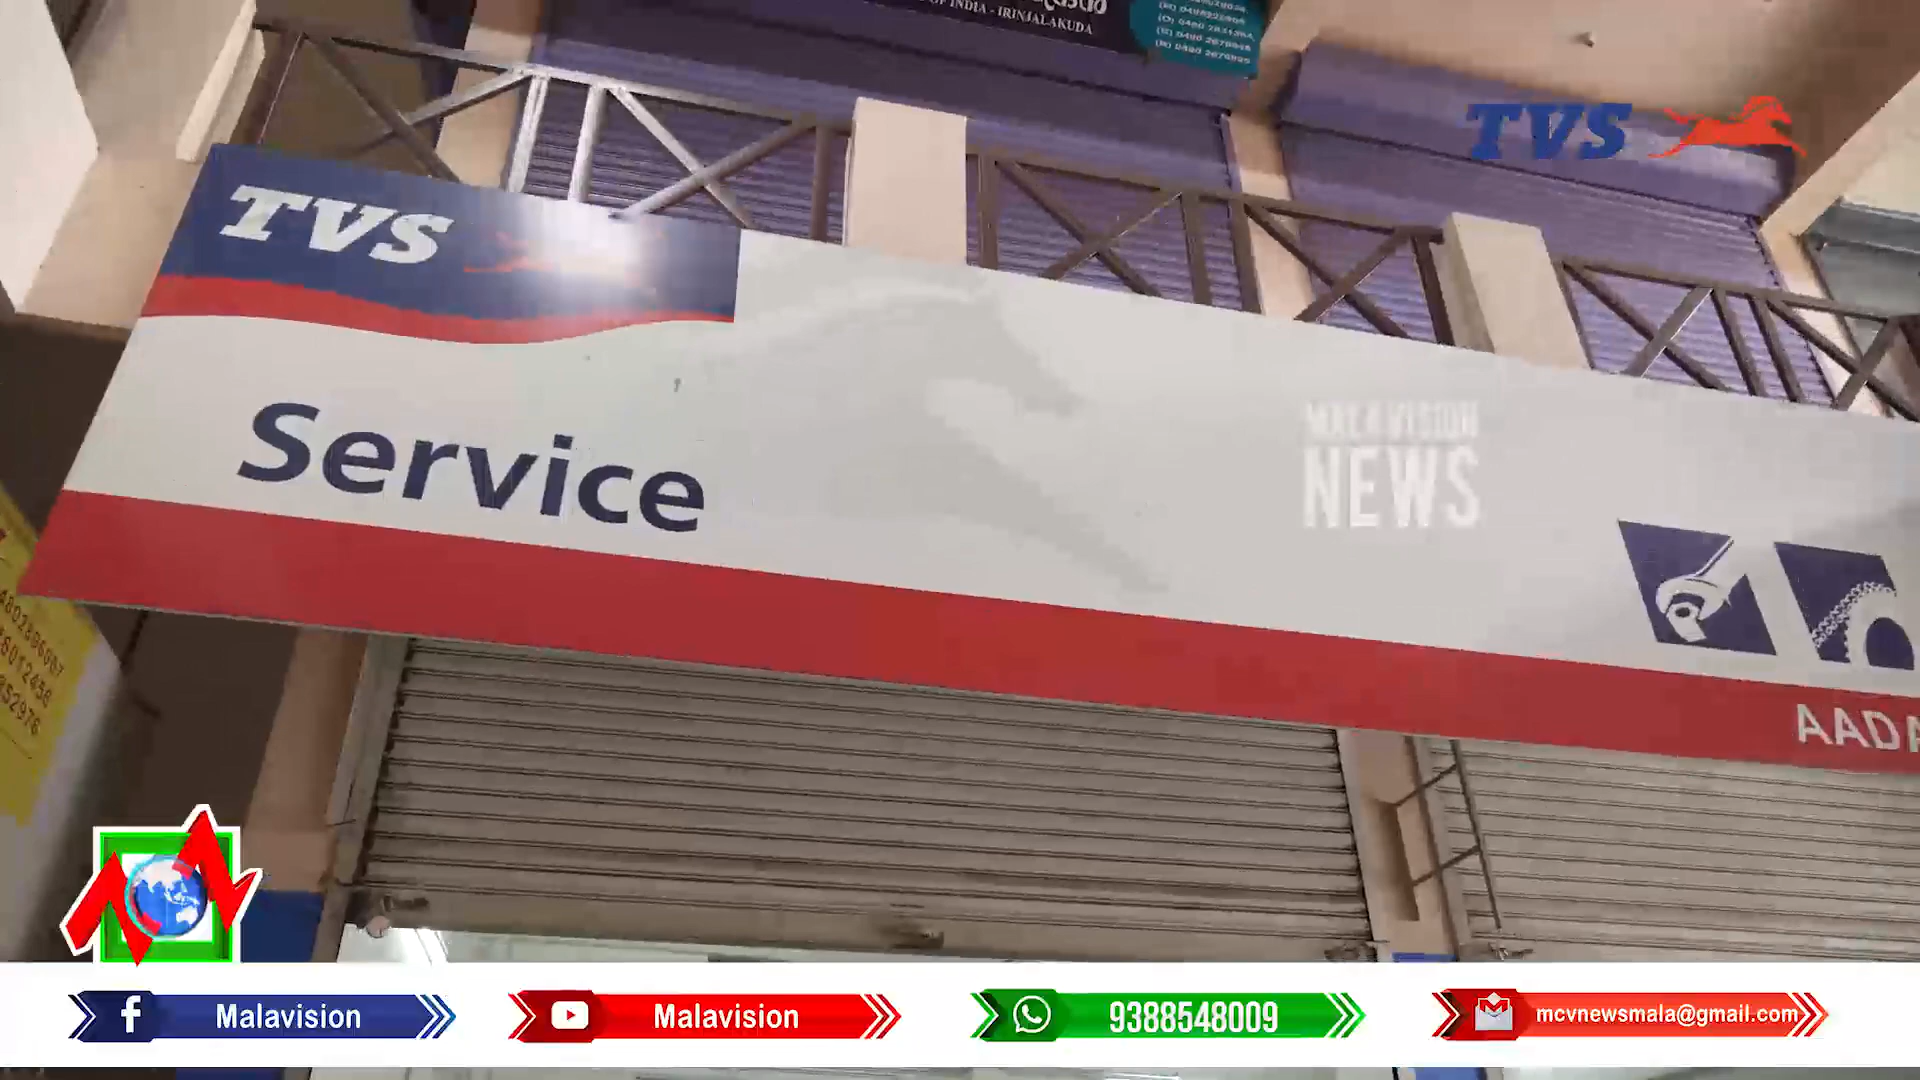 OF INDIA - IRINJALAKUDA
TVS
TVS
Service
MALAVISION
NEWS
AADA
Malavision
Malavision
9388548009
mcvnewsmala@gmail.com